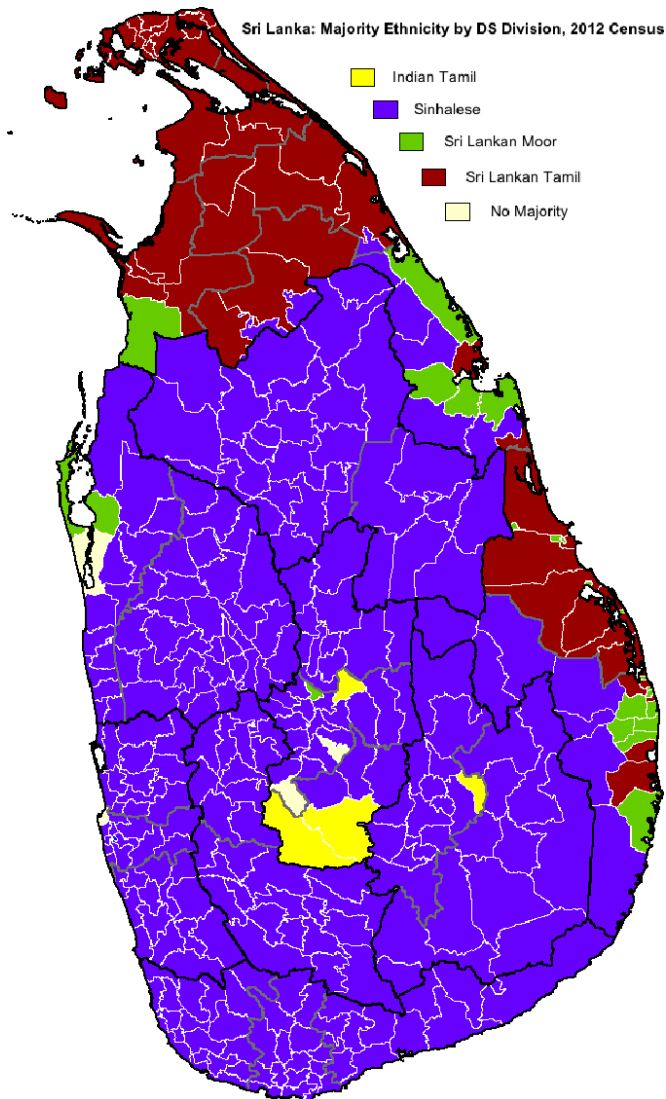 Sri Lanka: Majority Ethnicity by DS Division, 2012 Census
Indian Tamil
Sinhalese
Sri Lankan Moor
Sri Lankan Tamil
No Majority